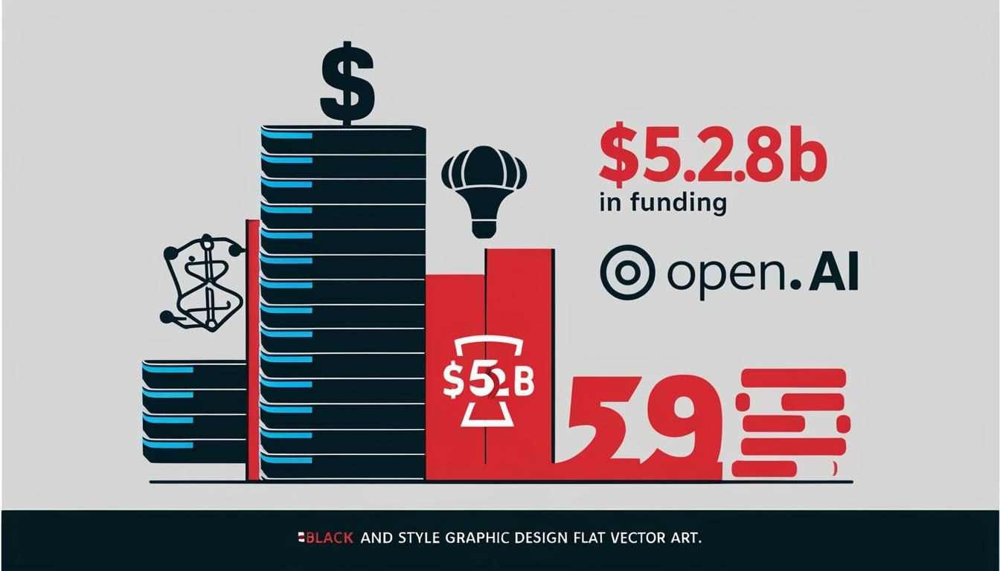 $
$5.2.8b
in funding
open.AI
$52B
59
BLACK AND STYLE GRAPHIC DESIGN FLAT VECTOR ART.